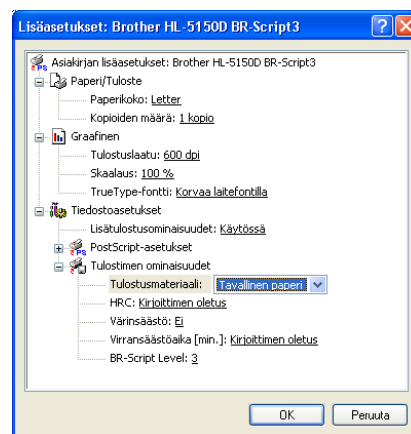 Lisäasetukset: Brother HL-5150D BR-Script3
Asiakirjan lisäasetukset: Brother HL-5150D BR-Script3
Paperi/Tuloste
Paperikoko: Letter
Kopioiden määrä: 1 kopio
Graafinen
Tulostuslaatu: 600 dpi
Skaalaus: 100 %
TrueType-fontti: Korvaa laitefontilla
Tiedostoasetukset
Lisätulostusominaisuudet: Käytössä
PostScript-asetukset
Tulostimen ominaisuudet
Tulostusmateriaali: Tavallinen paperi
HRC: Kirjoittimen oletus
Värinsäästö: Ei
Virransäästöaika [min.]: Kirjoittimen oletus
BR-Script Level: 3
OK Peruuta